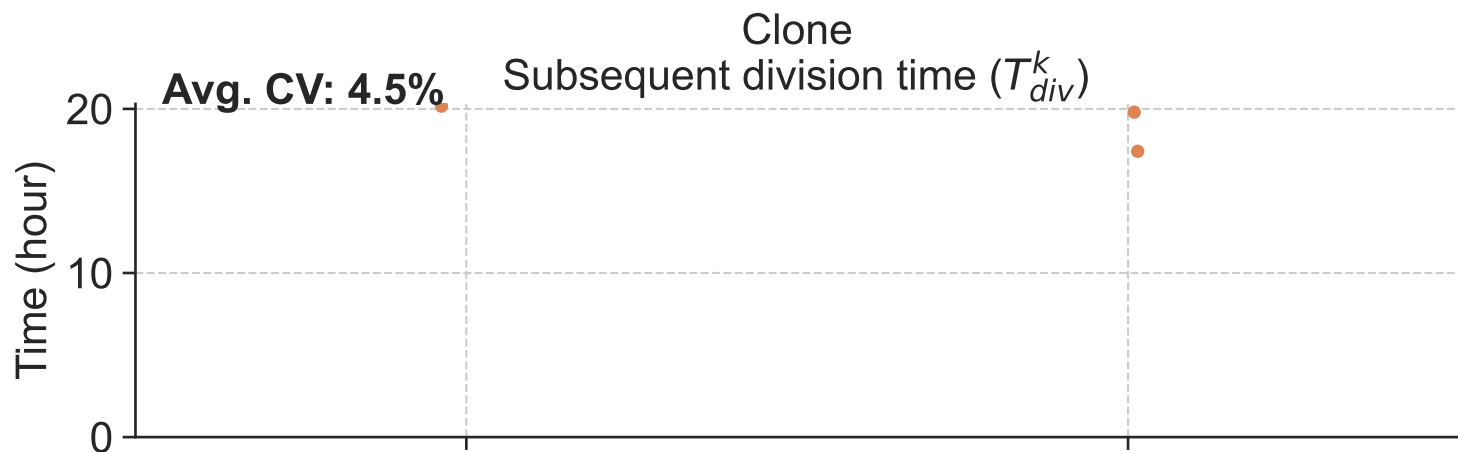 Clone
Subsequent division time (T^k_div)
Avg. CV: 4.5%
20
10
0
Time (hour)